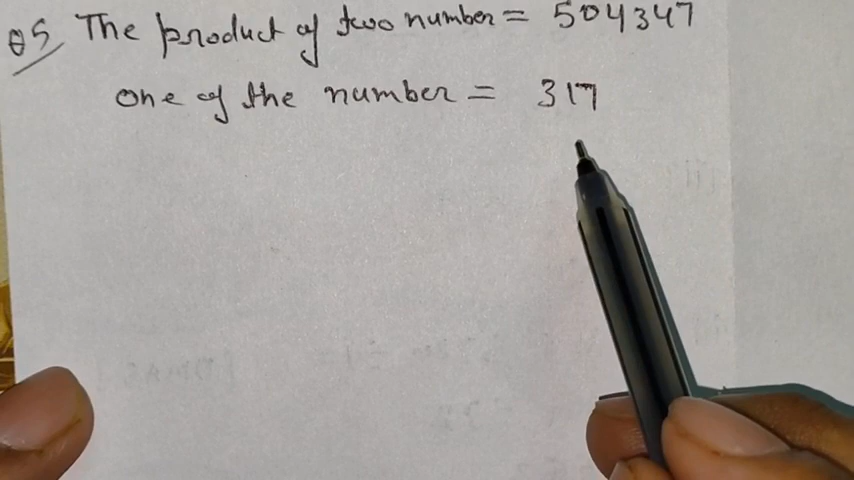 Q5 The product of two number = 504347
one of the number = 317